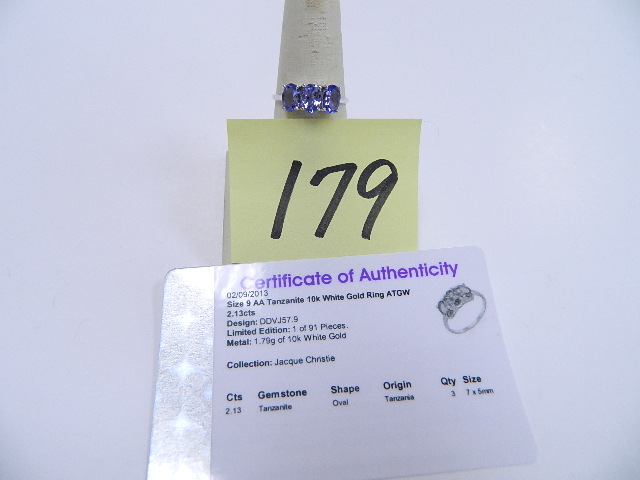 179
Certificate of Authenticity
02/09/2013
Size 9 AA Tanzanite 10k White Gold Ring ATGW
2.13cts
Design: DDVJ57.9
Limited Edition: 1 of 91 Pieces.
Metal: 1.79g of 10k White Gold
Collection: Jacque Christie
Cts Gemstone Shape Origin Qty Size
2.13 Tanzanite Oval Tanzania 3 7 x 5mm